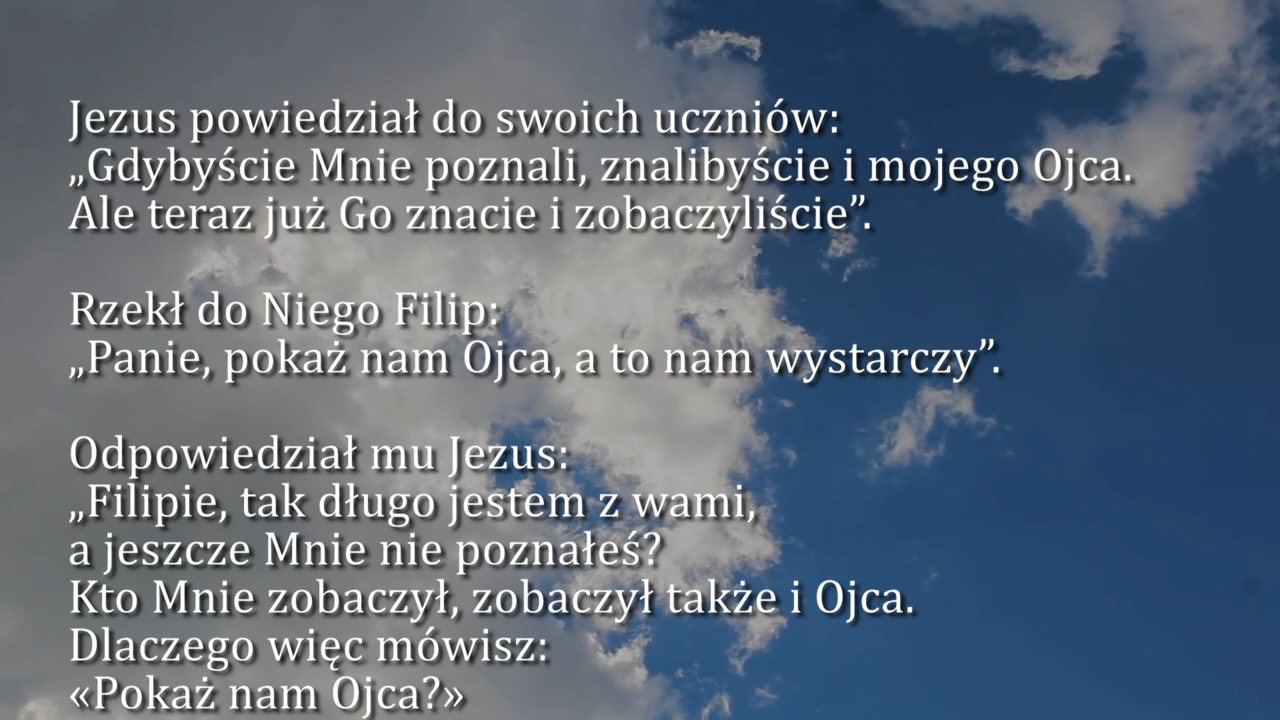 Jezus powiedział do swoich uczniów:
„Gdybyście Mnie poznali, znalibyście i mojego Ojca.
Ale teraz już Go znacie i zobaczyliście”.
Rzekł do Niego Filip:
„Panie, pokaż nam Ojca, a to nam wystarczy”.
Odpowiedział mu Jezus:
„Filipie, tak długo jestem z wami,
a jeszcze Mnie nie poznałeś?
Kto Mnie zobaczył, zobaczył także i Ojca.
Dlaczego więc mówisz:
«Pokaż nam Ojca?»